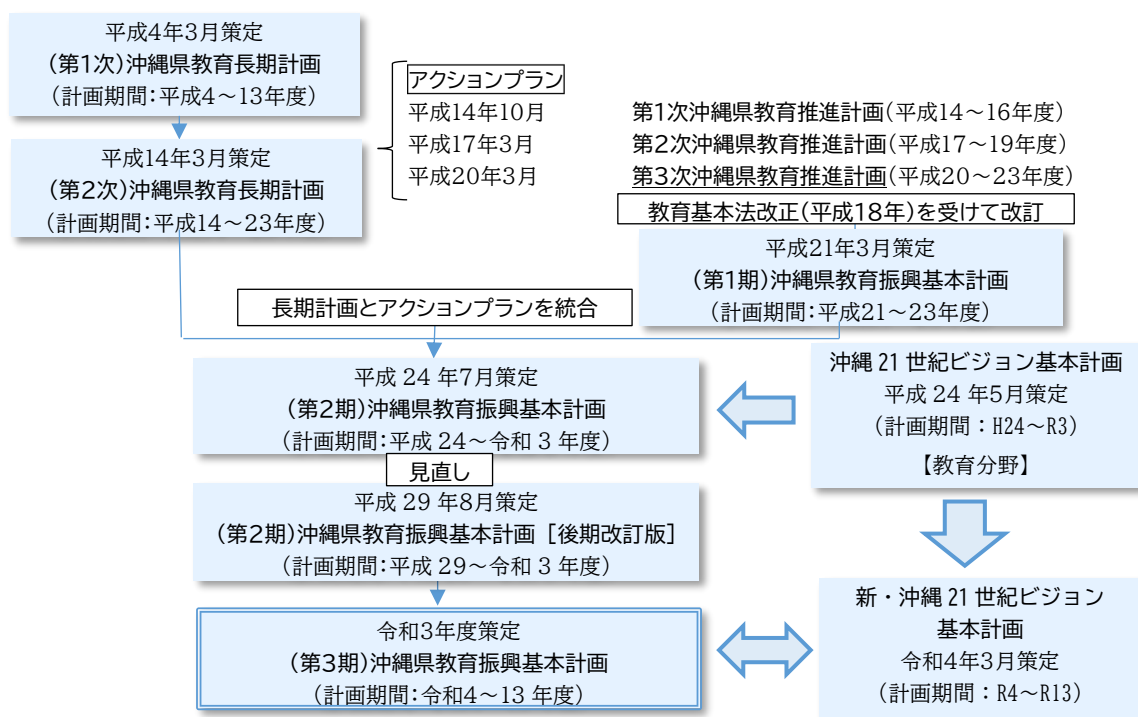 平成4年3月策定
(第1次)沖縄県教育長期計画
(計画期間:平成4~13年度)
平成14年3月策定
(第2次)沖縄県教育長期計画
(計画期間:平成14~23年度)
アクションプラン
平成14年10月 第1次沖縄県教育推進計画(平成14~16年度)
平成17年3月 第2次沖縄県教育推進計画(平成17~19年度)
平成20年3月 第3次沖縄県教育推進計画(平成20~23年度)
教育基本法改正(平成18年)を受けて改訂
平成21年3月策定
(第1期)沖縄県教育振興基本計画
(計画期間:平成21~23年度)
長期計画とアクションプランを統合
平成 24 年7月策定
(第2期)沖縄県教育振興基本計画
(計画期間:平成 24~令和 3 年度)
沖縄 21 世紀ビジョン基本計画
平成 24 年5月策定
(計画期間:H24~R3)
【教育分野】
見直し
平成 29 年8月策定
(第2期)沖縄県教育振興基本計画[後期改訂版]
(計画期間:平成 29~令和 3 年度)
令和3年度策定
(第3期)沖縄県教育振興基本計画
(計画期間:令和4~13 年度)
新・沖縄 21 世紀ビジョン
基本計画
令和4年3月策定
(計画期間:R4~R13)